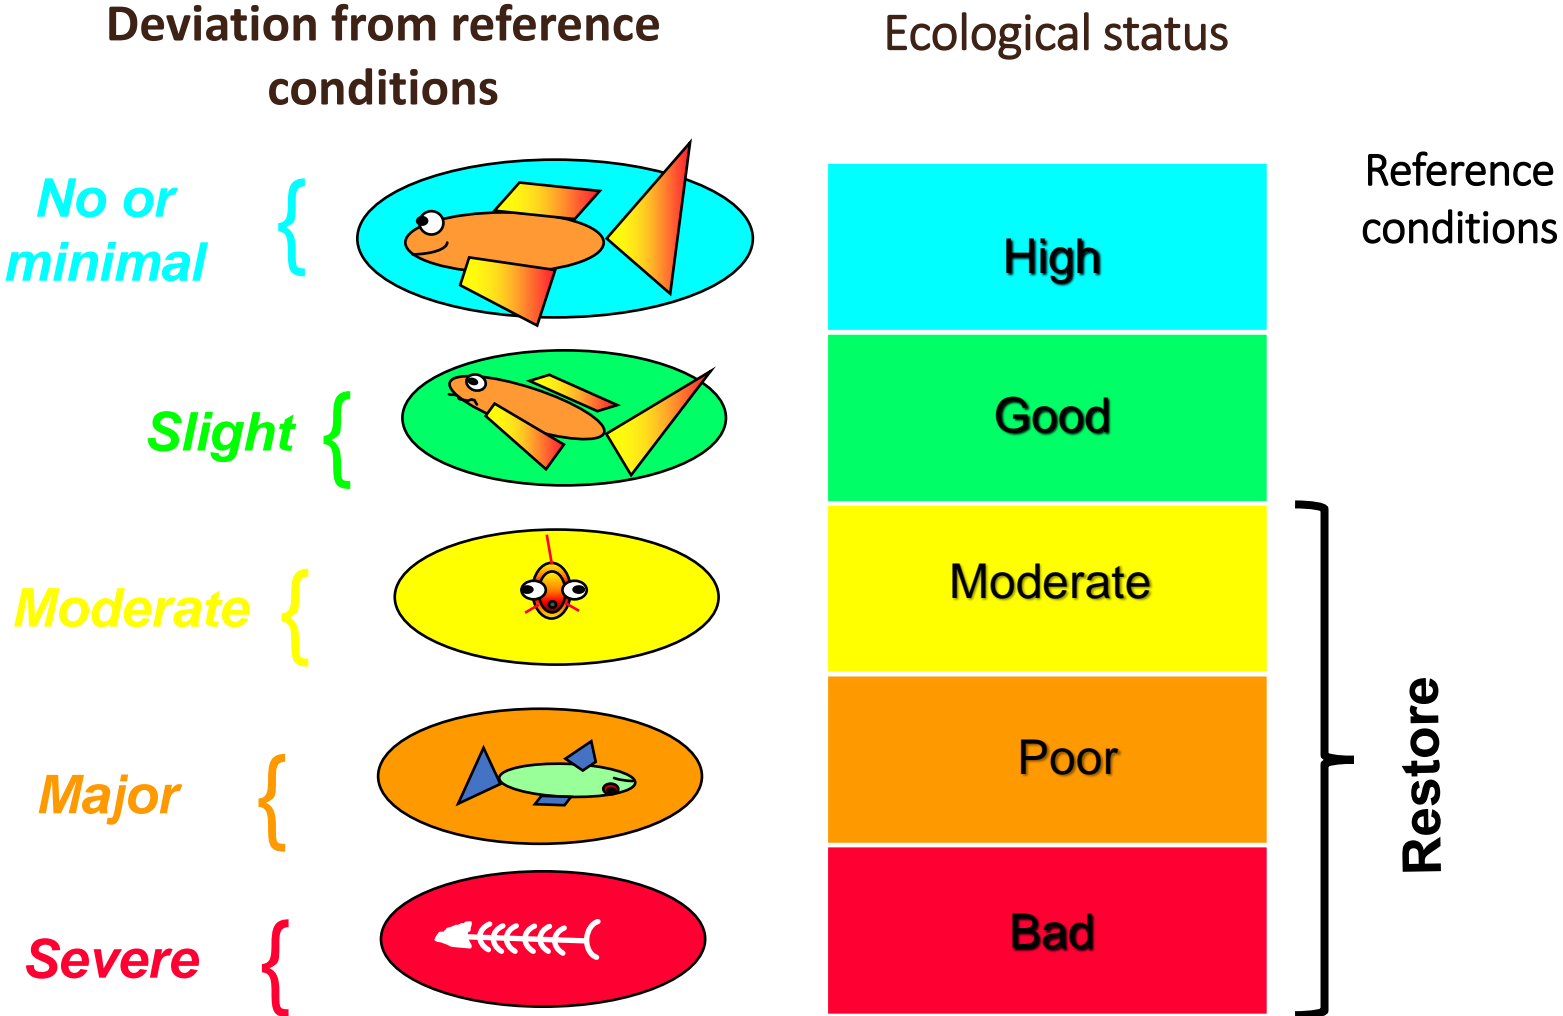 Deviation from reference
conditions
Ecological status
Reference
conditions
No or
minimal
High
Slight
Good
Moderate
Moderate
Major
Poor
Severe
Bad
Restore